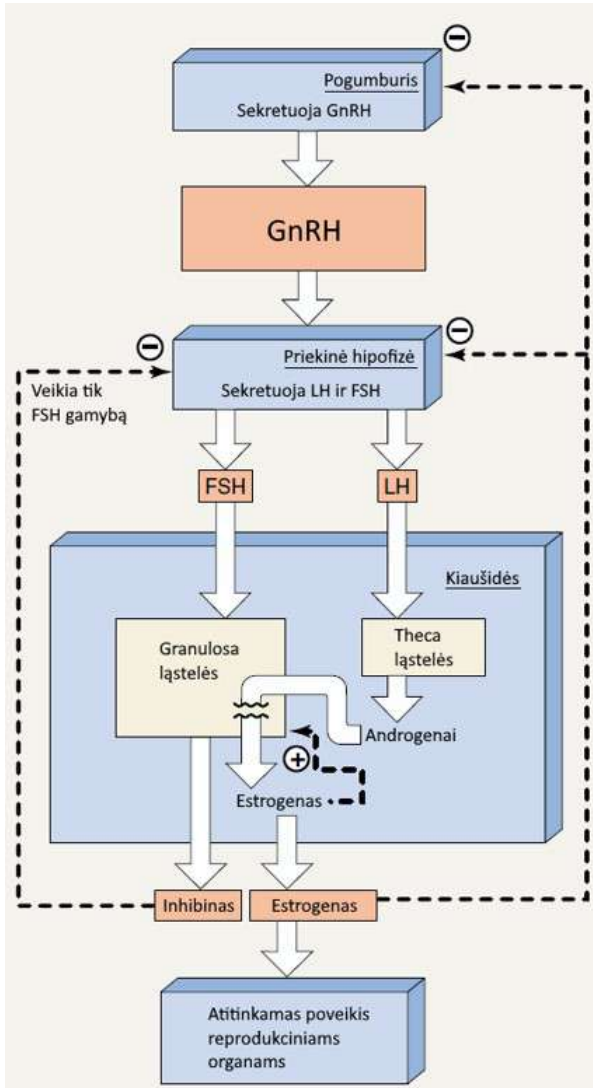 −
Pogumburis
Sekretuoja GnRH
GnRH
−
−
Priekinė hipofizė
Sekretuoja LH ir FSH
Veikia tik
FSH gamybą
FSH
LH
Kiaušidės
Granulosa
ląstelės
Theca
ląstelės
Androgenai
+
Estrogenas
Inhibinas
Estrogenas
Atitinkamas poveikis
reprodukciniams
organams